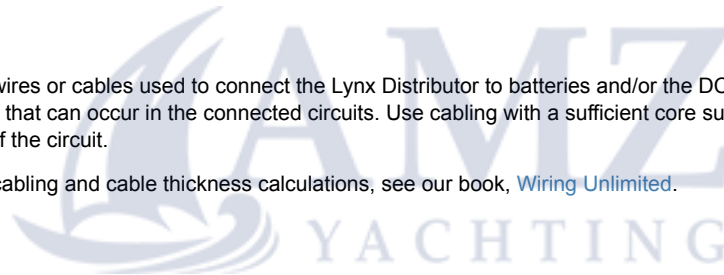 wires or cables used to connect the Lynx Distributor to batteries and/or the DC
that can occur in the connected circuits. Use cabling with a sufficient core su
f the circuit.
cabling and cable thickness calculations, see our book, Wiring Unlimited.
AMZ
YACHTING